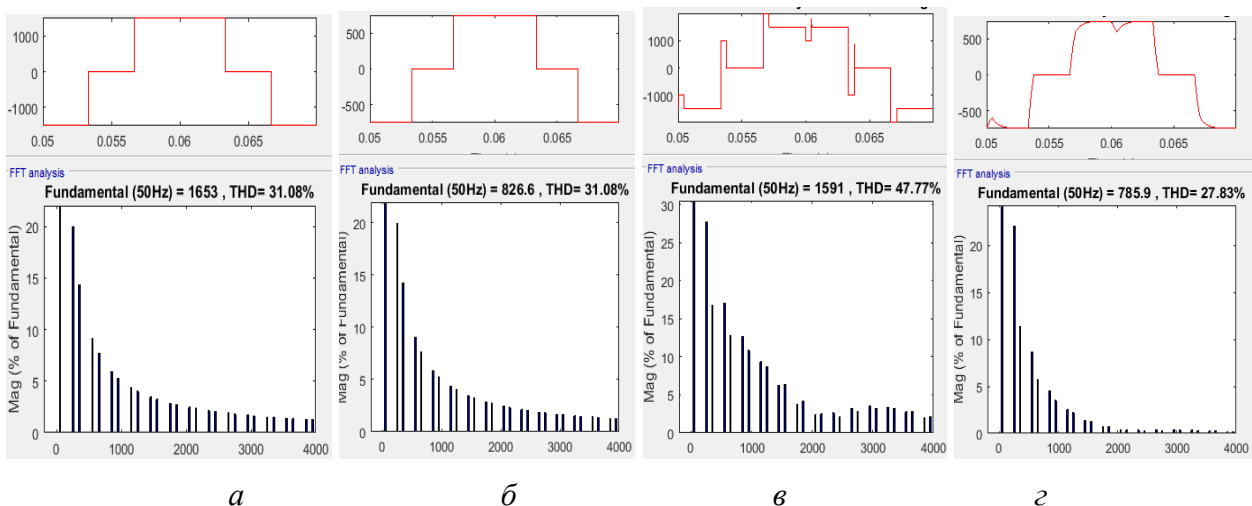 1000
0
-1000
0.05 0.055 0.06 0.065
FFT analysis
Fundamental (50Hz) = 1653 , THD= 31.08%
Mag (% of Fundamental)
20
15
10
5
0
0 1000 2000 3000 4000
а
500
0
-500
0.05 0.055 0.06 0.065
Fundamental (50Hz) = 826.6 , THD= 31.08%
20
15
10
5
0
0 1000 2000 3000 4000
б
1000
0
-1000
0.05 0.055 0.06 0.065
FFT analysis
Fundamental (50Hz) = 1591 , THD= 47.77%
Mag (% of Fundamental)
30
25
20
15
10
5
0
0 1000 2000 3000 4000
в
500
0
-500
0.05 0.055 0.06 0.065
FFT analysis
Fundamental (50Hz) = 785.9 , THD= 27.83%
Mag (% of Fundamental)
20
15
10
5
0
0 1000 2000 3000 4000
г